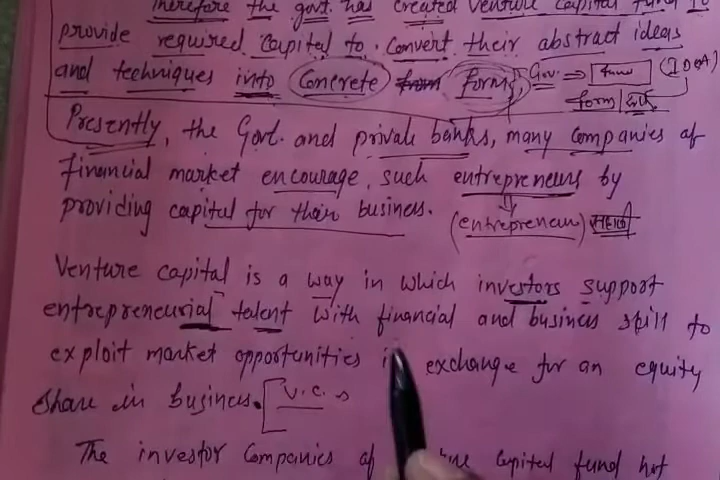 Therefore the govt. has created venture capital fund to
provide required capital to convert their abstract ideas
and techniques into Concrete from forms, Gov. ⇒ fund (IDEA)
form
Presently, the Govt. and private banks, many companies of
financial market encourage, such entrepreneurs by
providing capital for their business.
(entrepreneur)
Venture capital is a way in which investors support
entrepreneurial talent with financial and business skill to
exploit market opportunities exchange for an equity
share in business. [V.C.
The investor companies of capital fund not